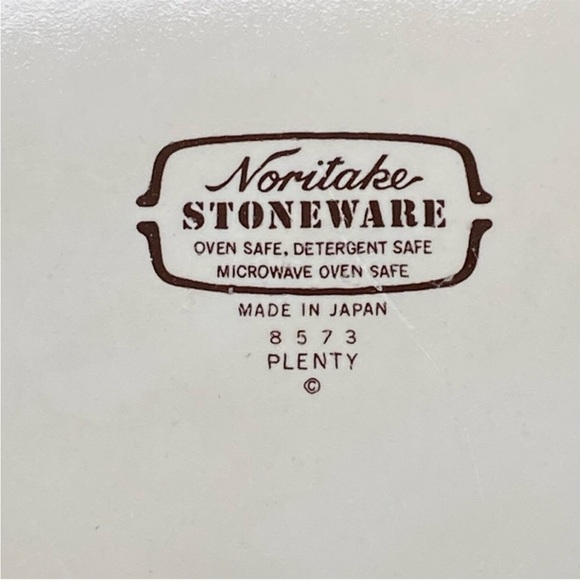 Noritake
STONEWARE
OVEN SAFE, DETERGENT SAFE
MICROWAVE OVEN SAFE
MADE IN JAPAN
8573
PLENTY
©